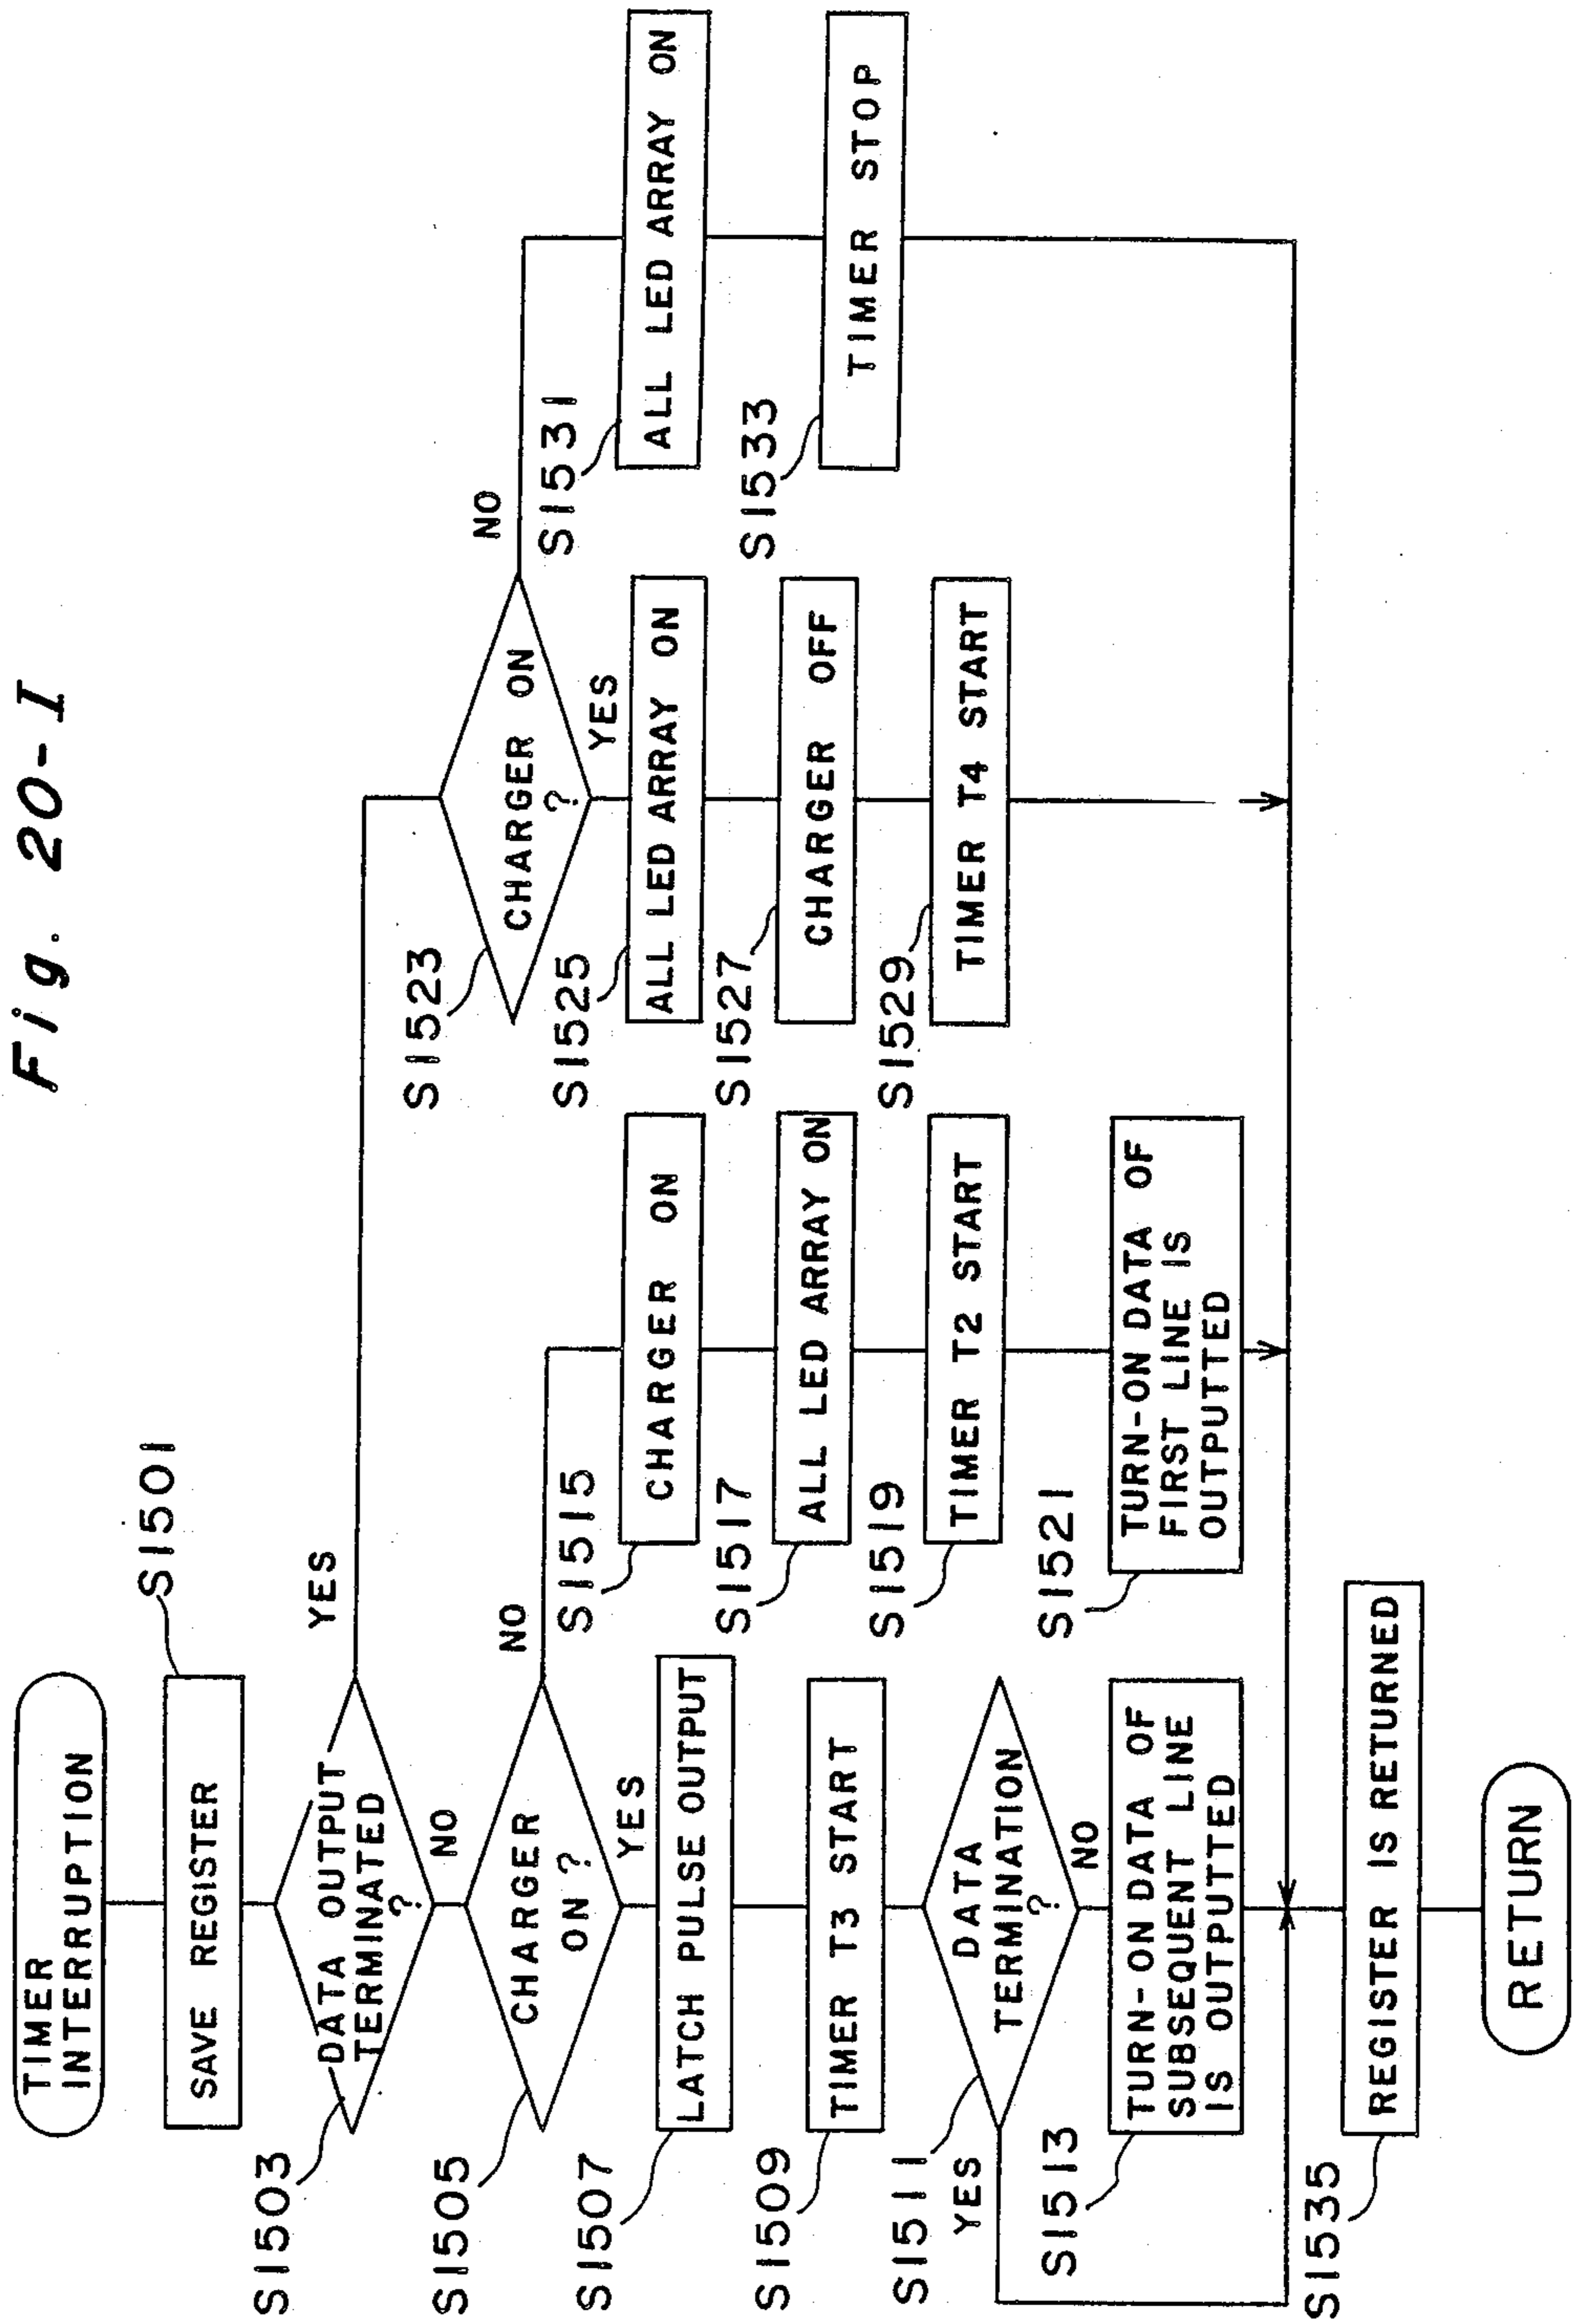 Fig. 20-I
TIMER
INTERRUPTION
S1501
SAVE REGISTER
S1503
DATA OUTPUT
TERMINATED
?
YES
NO
S1505
CHARGER
ON ?
NO
YES
S1507
LATCH PULSE OUTPUT
S1509
TIMER T3 START
S1511
DATA
TERMINATION
?
YES
NO
S1513
TURN-ON DATA OF
SUBSEQUENT LINE
IS OUTPUTTED
S1515
CHARGER ON
S1517
ALL LED ARRAY ON
S1519
TIMER T2 START
S1521
TURN-ON DATA OF
FIRST LINE IS
OUTPUTTED
S1523
CHARGER ON
?
NO
YES
S1525
ALL LED ARRAY ON
S1527
CHARGER OFF
S1529
TIMER T4 START
S1531
ALL LED ARRAY ON
S1533
TIMER STOP
S1535
REGISTER IS RETURNED
RETURN